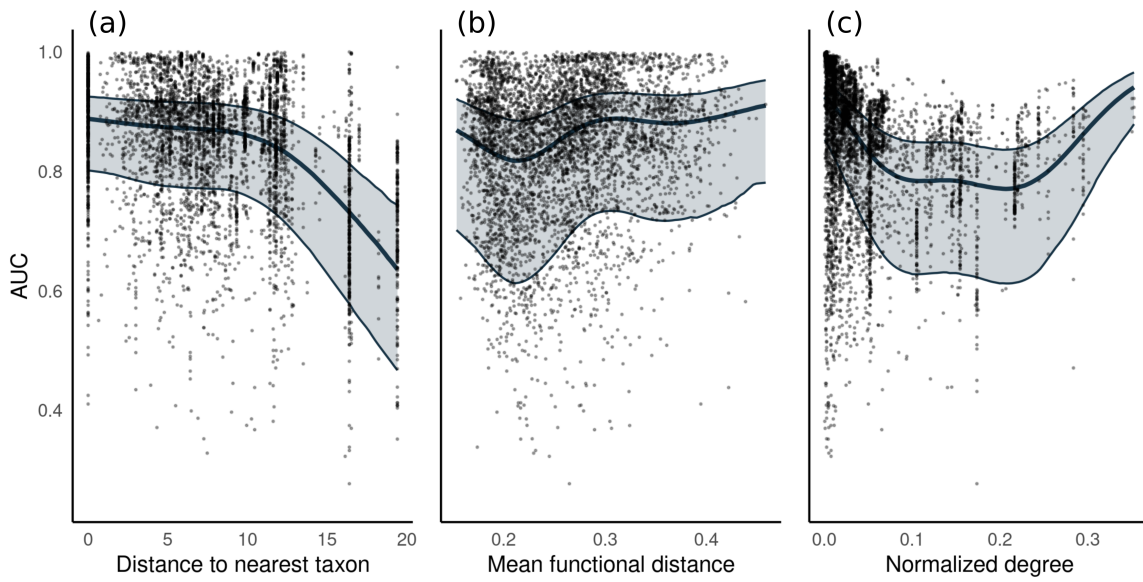 (a)
(b)
(c)
AUC
1.0
0.8
0.6
0.4
0 5 10 15 20
0.2 0.3 0.4
0.0 0.1 0.2 0.3
Distance to nearest taxon
Mean functional distance
Normalized degree